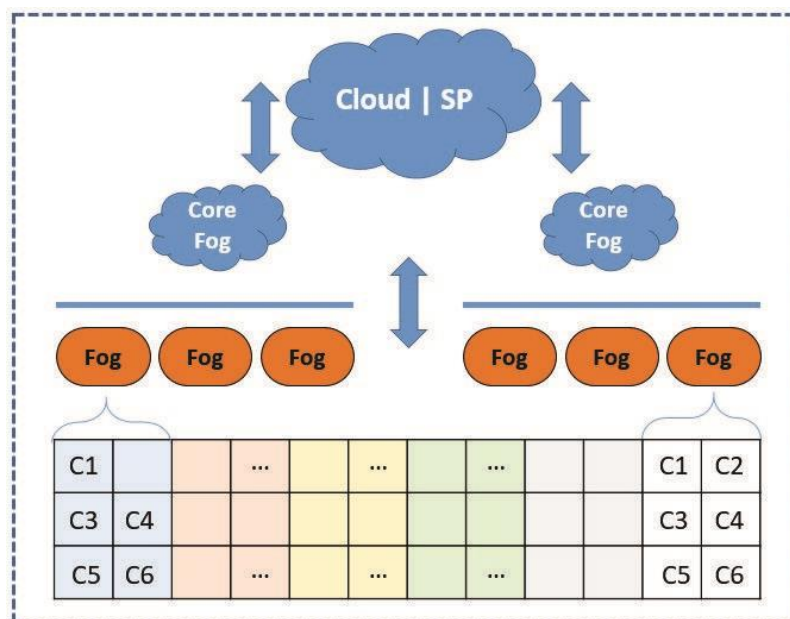 Cloud | SP
Core
Fog
Core
Fog
Fog Fog Fog Fog Fog Fog
C1 ... ... ... C1 C2
C3 C4 C3 C4
C5 C6 ... ... ... C5 C6